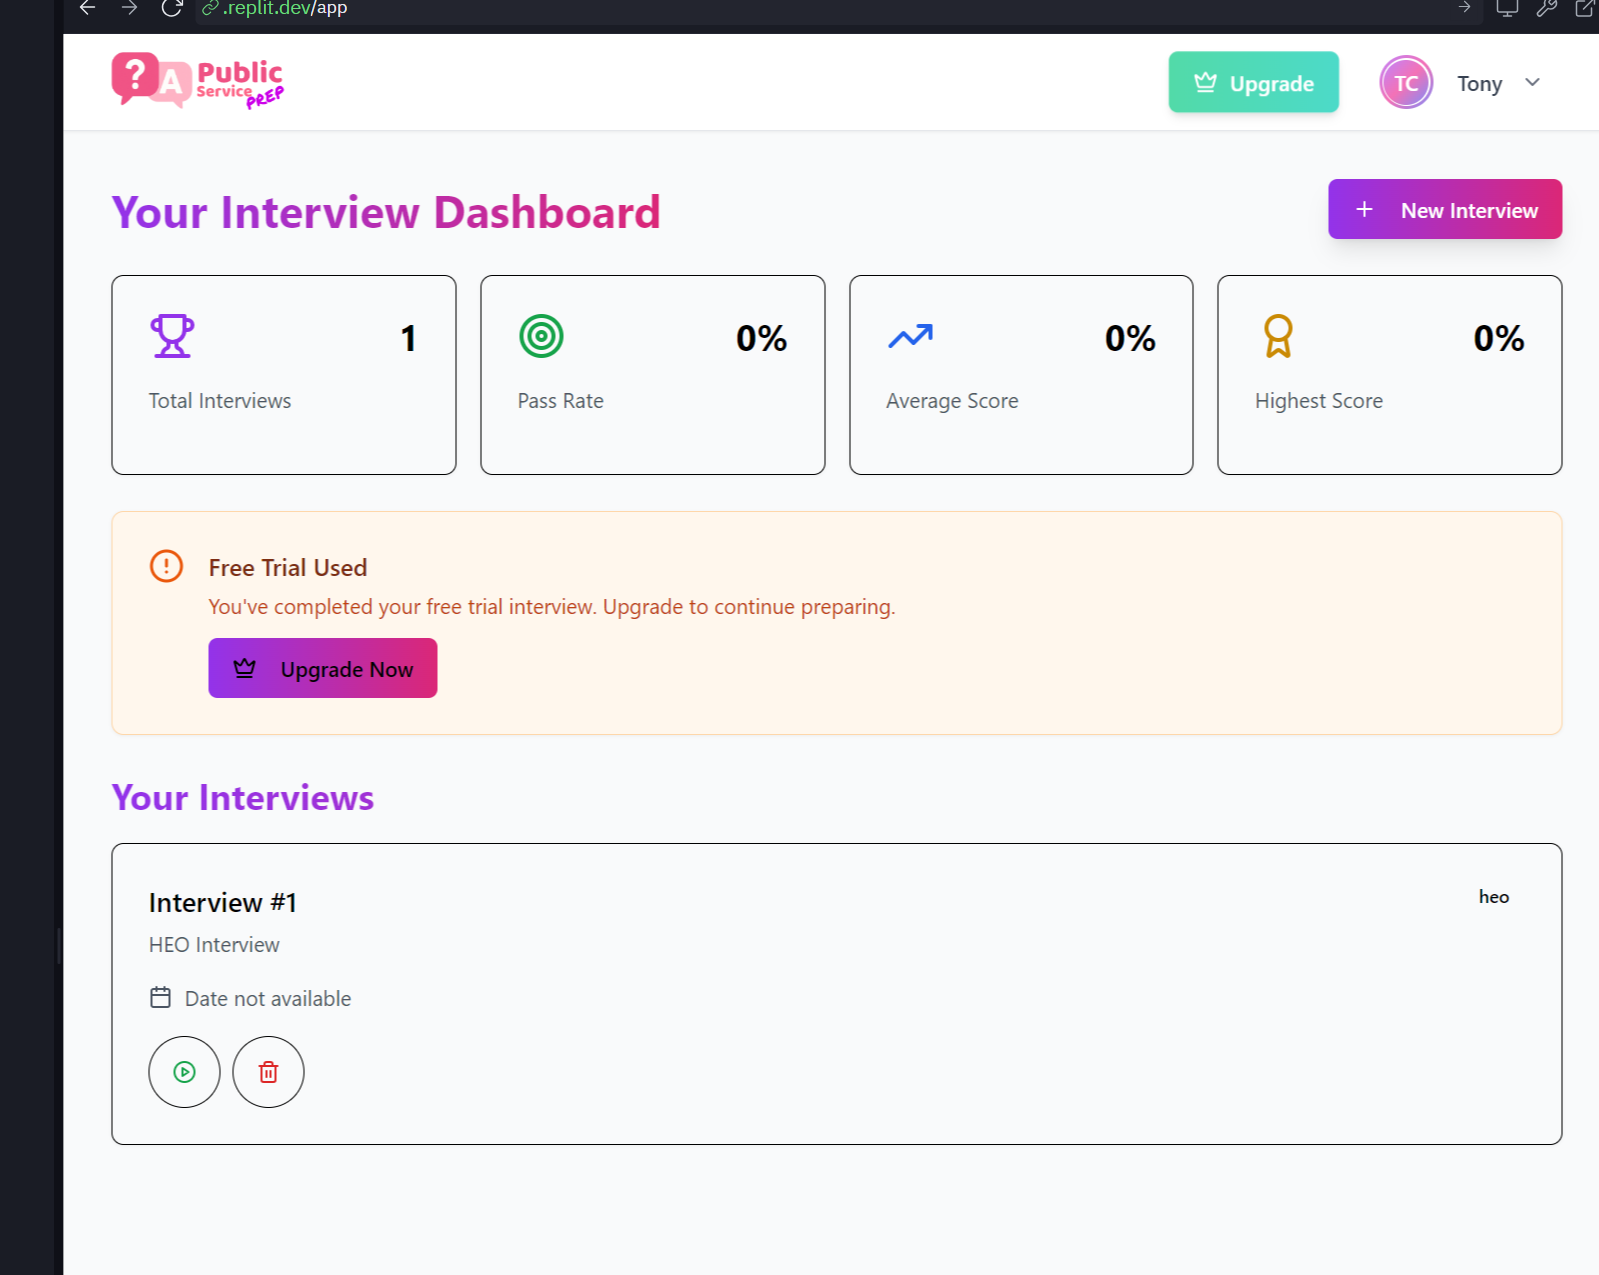 .replit.dev/app
? A Public
Service
PREP
Upgrade
TC
Tony
Your Interview Dashboard
+ New Interview
1
Total Interviews
0%
Pass Rate
0%
Average Score
0%
Highest Score
Free Trial Used
You've completed your free trial interview. Upgrade to continue preparing.
Upgrade Now
Your Interviews
Interview #1
heo
HEO Interview
Date not available